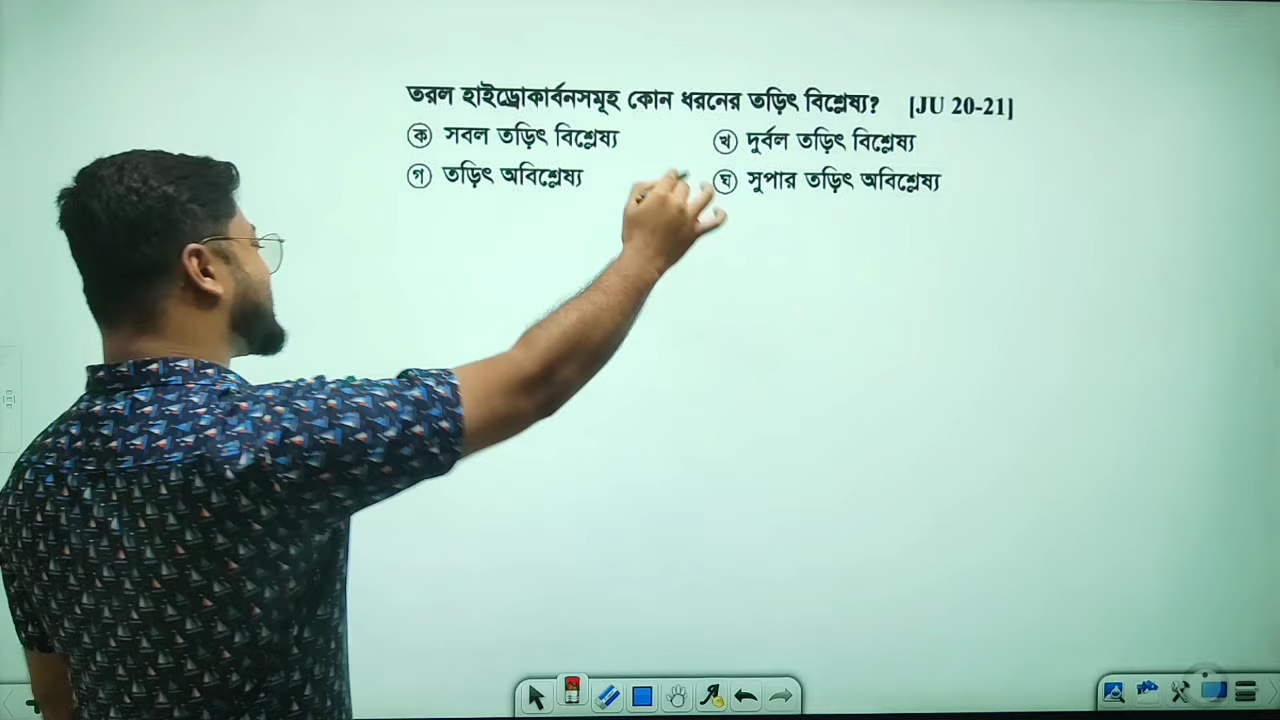 তরল হাইড্রোকার্বনসমূহ কোন ধরনের তড়িৎ বিশ্লেষ্য? [JU 20-21]
ক সবল তড়িৎ বিশ্লেষ্য খ দুর্বল তড়িৎ বিশ্লেষ্য
গ তড়িৎ অবিশ্লেষ্য ঘ সুপার তড়িৎ অবিশ্লেষ্য